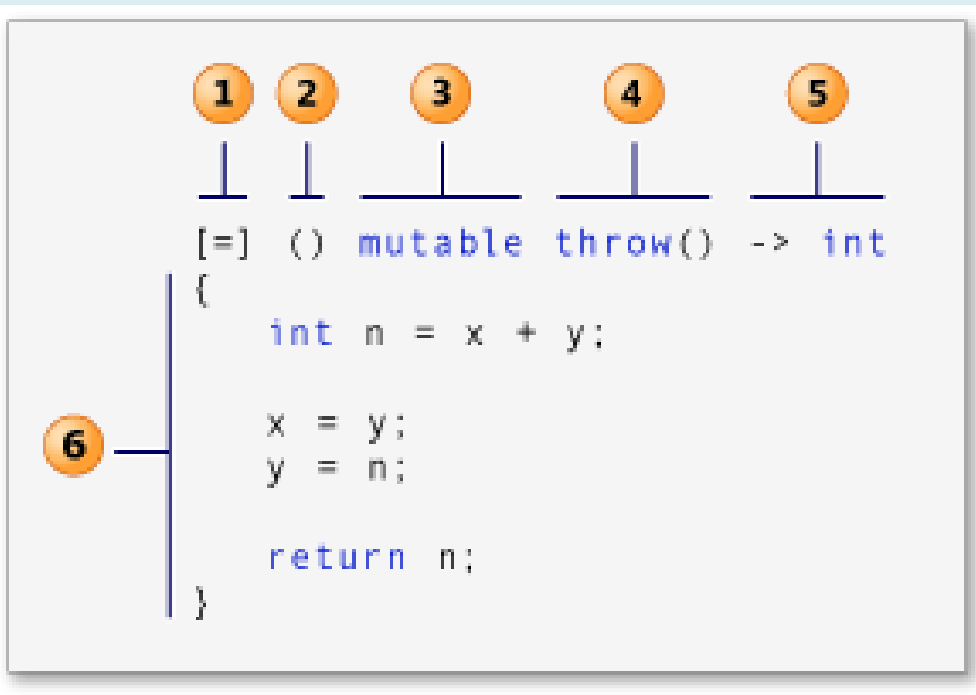 1 2 3 4 5
[=] () mutable throw() -> int
{
int n = x + y;
x = y;
y = n;
6
return n;
}